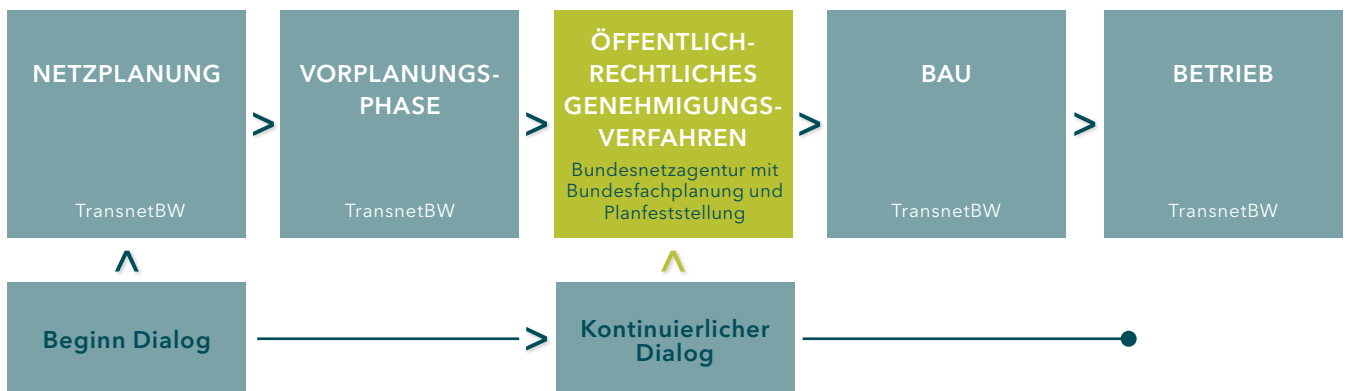 NETZPLANUNG
TransnetBW
>
VORPLANUNGS-
PHASE
TransnetBW
>
ÖFFENTLICH-
RECHTLICHES
GENEHMIGUNGS-
VERFAHREN
Bundesnetzagentur mit
Bundesfachplanung und
Planfeststellung
>
BAU
TransnetBW
>
BETRIEB
TransnetBW
Beginn Dialog
>
Kontinuierlicher
Dialog